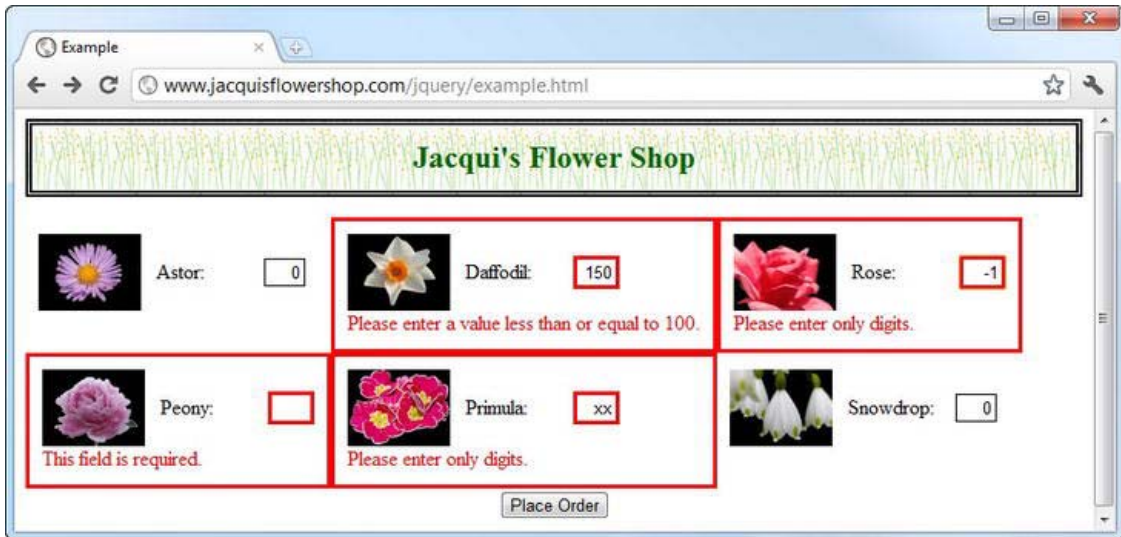 Example
www.jacquisflowershop.com/jquery/example.html
Jacqui's Flower Shop
Astor: 0
Daffodil: 150
Please enter a value less than or equal to 100.
Rose: -1
Please enter only digits.
Peony:
This field is required.
Primula: xx
Please enter only digits.
Snowdrop: 0
Place Order